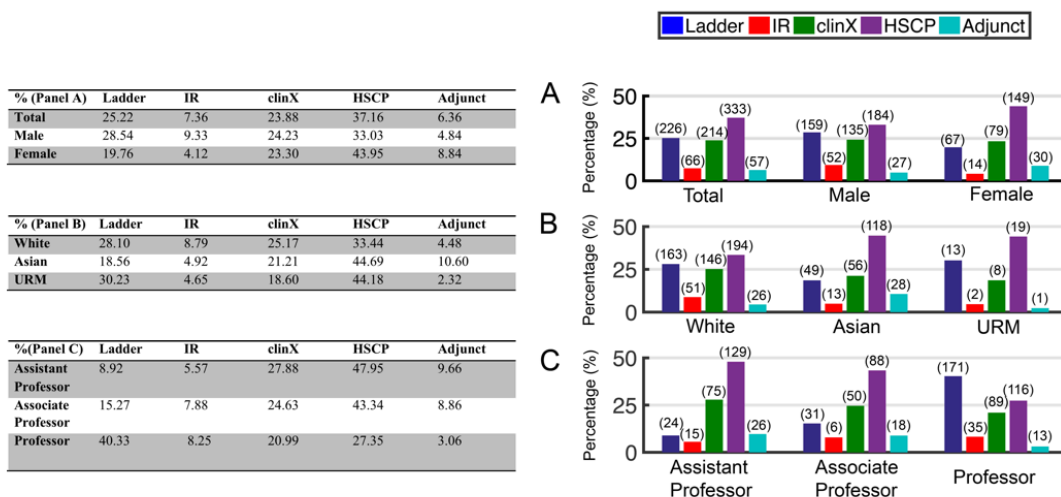 Ladder IR clinX HSCP Adjunct
% (Panel A) Ladder IR clinX HSCP Adjunct
Total 25.22 7.36 23.88 37.16 6.36
Male 28.54 9.33 24.23 33.03 4.84
Female 19.76 4.12 23.30 43.95 8.84
% (Panel B) Ladder IR clinX HSCP Adjunct
White 28.10 8.79 25.17 33.44 4.48
Asian 18.56 4.92 21.21 44.69 10.60
URM 30.23 4.65 18.60 44.18 2.32
%(Panel C) Ladder IR clinX HSCP Adjunct
Assistant 8.92 5.57 27.88 47.95 9.66
Professor
Associate 15.27 7.88 24.63 43.34 8.86
Professor
Professor 40.33 8.25 20.99 27.35 3.06
A
Percentage (%)
50
25
0
(226) (66) (214) (333) (57)
(159) (52) (135) (184) (27)
(67) (14) (79) (149) (30)
Total Male Female
B
Percentage (%)
50
25
0
(163) (51) (146) (194) (26)
(49) (13) (56) (118) (28)
(13) (2) (8) (19) (1)
White Asian URM
C
Percentage (%)
50
25
0
(24) (15) (75) (129) (26)
(31) (6) (50) (88) (18)
(171) (35) (89) (116) (13)
Assistant Associate Professor
Professor Professor